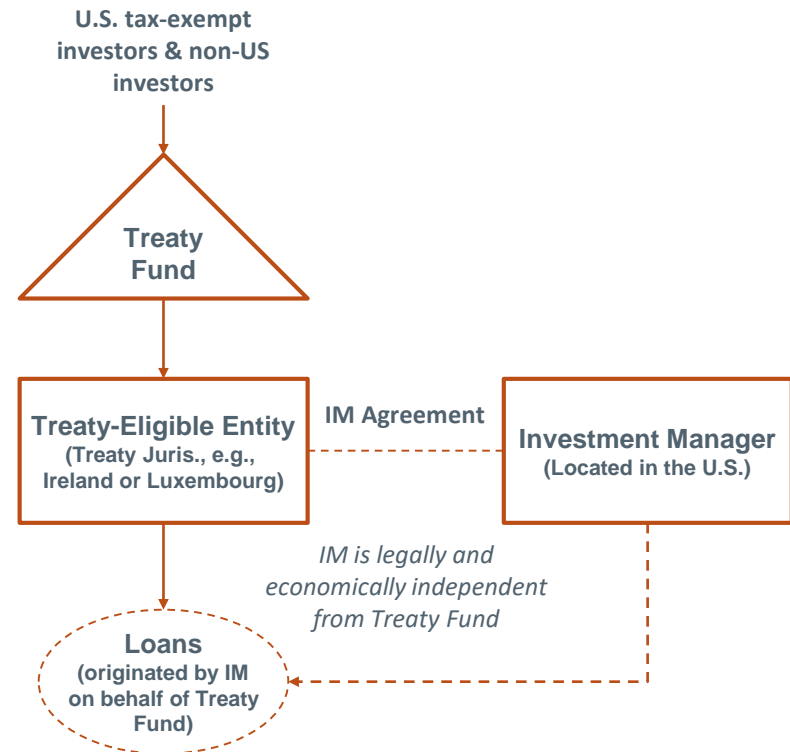 U.S. tax-exempt
investors & non-US
investors
Treaty
Fund
Treaty-Eligible Entity
(Treaty Juris., e.g.,
Ireland or Luxembourg)
IM Agreement
Investment Manager
(Located in the U.S.)
IM is legally and
economically independent
from Treaty Fund
Loans
(originated by IM
on behalf of Treaty
Fund)